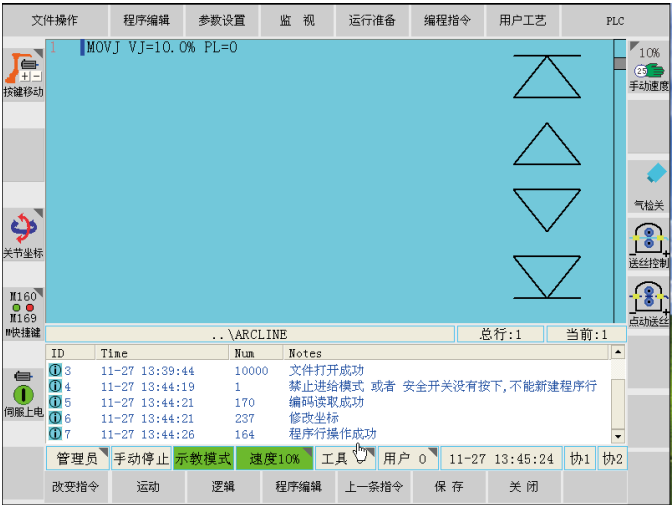 文件操作 程序编辑 参数设置 监 视 运行准备 编程指令 用户工艺 PLC
1 MOVJ VJ=10.0% PL=0
按键移动
关节坐标
M160
M169
M快捷键
伺服上电
10%
25
手动速度
气检关
送丝控制
点动送丝
..\ARCLINE 总行:1 当前:1
ID Time Num Notes
3 11-27 13:39:44 10000 文件打开成功
4 11-27 13:44:19 1 禁止进给模式 或者 安全开关没有按下,不能新建程序行
5 11-27 13:44:21 170 编码读取成功
6 11-27 13:44:21 237 修改坐标
7 11-27 13:44:26 164 程序行操作成功
管理员 手动停止 示教模式 速度10% 工具 用户 0 11-27 13:45:24 协1 协2
改变指令 运动 逻辑 程序编辑 上一条指令 保 存 关 闭